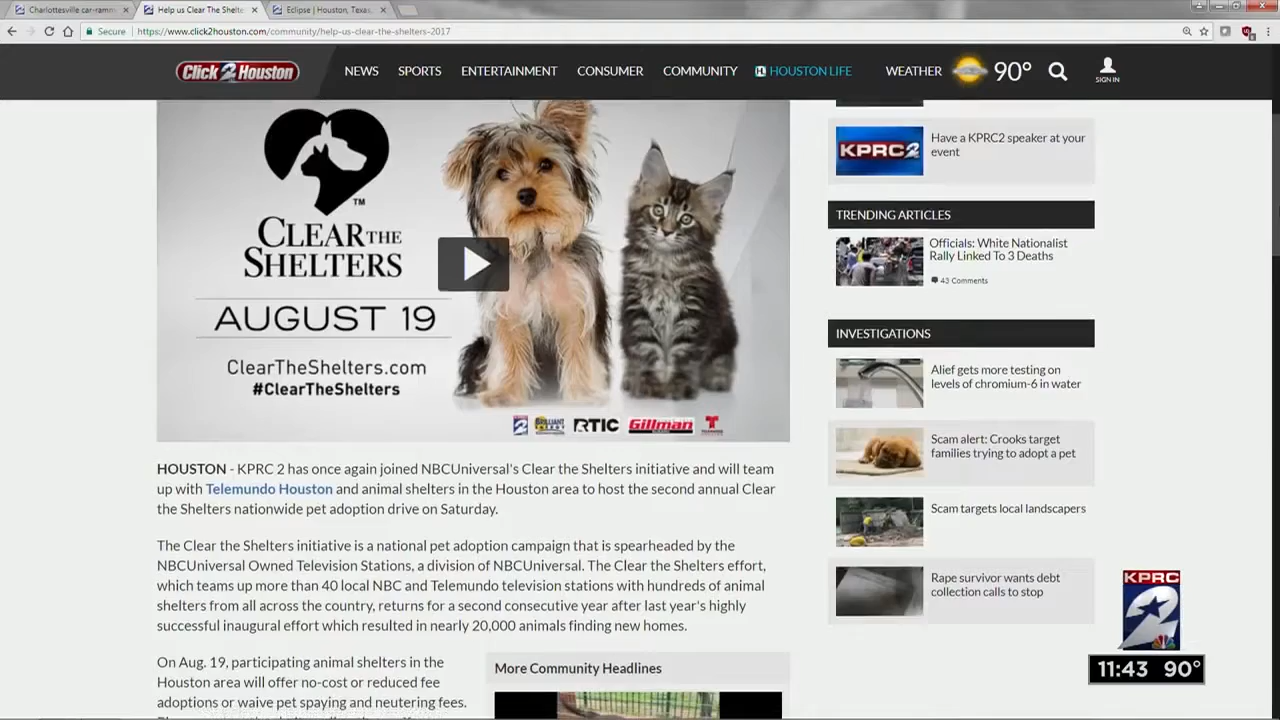 Charlottesville car-ramm
Help us Clear The Shelte
Eclipse | Houston, Texas,
Secure
https://www.click2houston.com/community/help-us-clear-the-shelters-2017
Click 2 Houston
NEWS
SPORTS
ENTERTAINMENT
CONSUMER
COMMUNITY
HOUSTON LIFE
WEATHER
90°
SIGN IN
CLEAR THE
SHELTERS
TM
AUGUST 19
ClearTheShelters.com
#ClearTheShelters
2
RTIC
Gillman
HOUSTON - KPRC 2 has once again joined NBCUniversal's Clear the Shelters initiative and will team
up with Telemundo Houston and animal shelters in the Houston area to host the second annual Clear
the Shelters nationwide pet adoption drive on Saturday.
The Clear the Shelters initiative is a national pet adoption campaign that is spearheaded by the
NBCUniversal Owned Television Stations, a division of NBCUniversal. The Clear the Shelters effort,
which teams up more than 40 local NBC and Telemundo television stations with hundreds of animal
shelters from all across the country, returns for a second consecutive year after last year's highly
successful inaugural effort which resulted in nearly 20,000 animals finding new homes.
On Aug. 19, participating animal shelters in the
Houston area will offer no-cost or reduced fee
adoptions or waive pet spaying and neutering fees.
More Community Headlines
KPRC2
Have a KPRC2 speaker at your
event
TRENDING ARTICLES
Officials: White Nationalist
Rally Linked To 3 Deaths
43 Comments
INVESTIGATIONS
Alief gets more testing on
levels of chromium-6 in water
Scam alert: Crooks target
families trying to adopt a pet
Scam targets local landscapers
Rape survivor wants debt
collection calls to stop
KPRC
2
11:43 90°